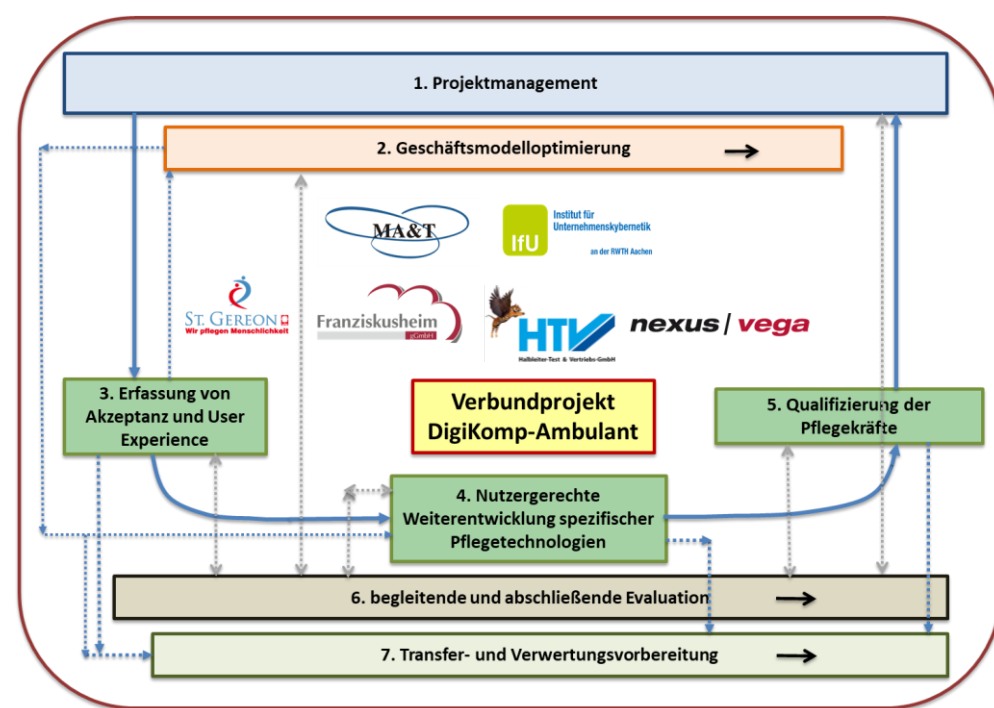 1. Projektmanagement
2. Geschäftsmodelloptimierung
MA&T
IfU
Institut für
Unternehmenskybernetik
an der RWTH Aachen
ST. GEREON
Wir pflegen Menschlichkeit
Franziskusheim
gGmbH
HTV
Halbleiter-Test & Vertriebs-GmbH
nexus / vega
3. Erfassung von
Akzeptanz und User
Experience
Verbundprojekt
DigiKomp-Ambulant
5. Qualifizierung der
Pflegekräfte
4. Nutzergerechte
Weiterentwicklung spezifischer
Pflegetechnologien
6. begleitende und abschließende Evaluation
7. Transfer- und Verwertungsvorbereitung